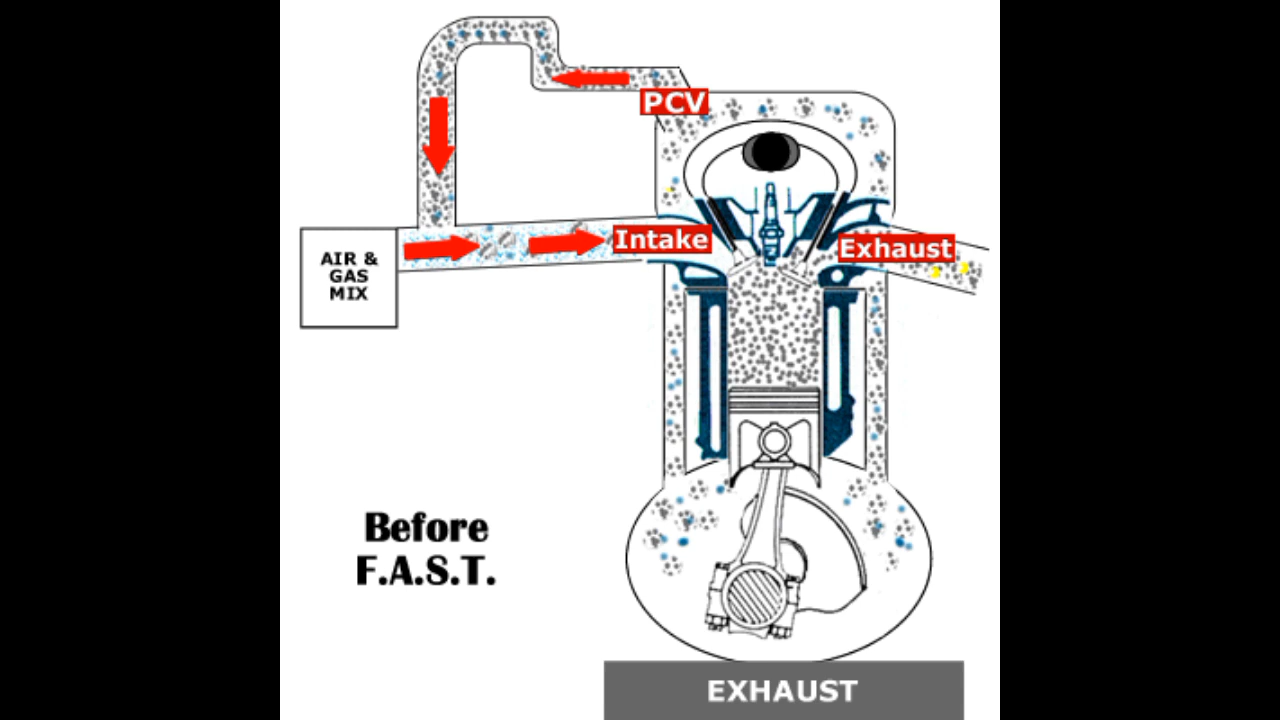 PCV
Intake
Exhaust
AIR &
GAS
MIX
Before
F.A.S.T.
EXHAUST